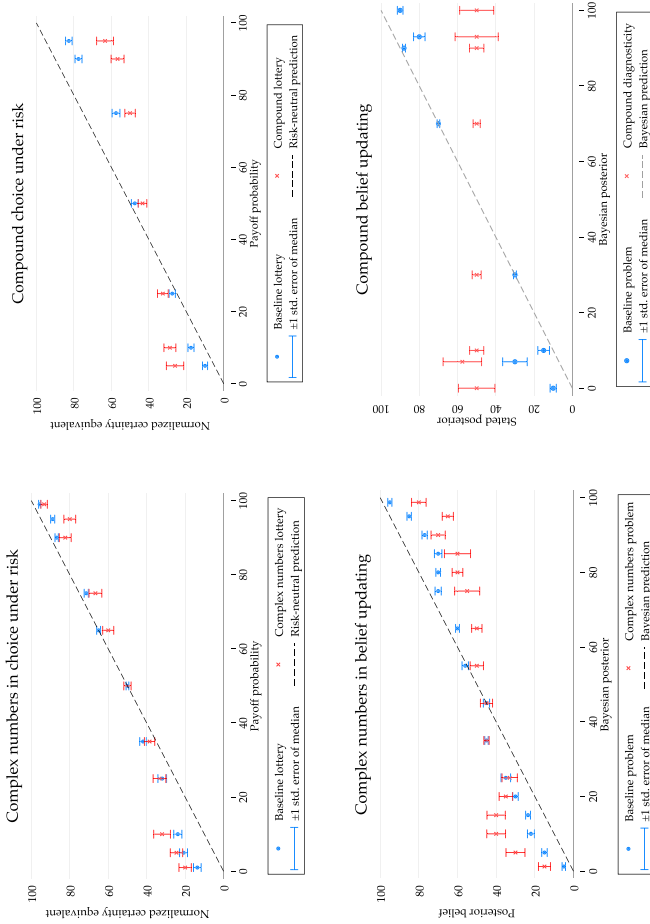 Complex numbers in choice under risk
Normalized certainty equivalent
100
80
60
40
20
0
0 20 40 60 80 100
Payoff probability
Baseline lottery Complex numbers lottery
±1 std. error of median Risk-neutral prediction
Compound choice under risk
Normalized certainty equivalent
100
80
60
40
20
0
0 20 40 60 80 100
Payoff probability
Baseline lottery Compound lottery
±1 std. error of median Risk-neutral prediction
Complex numbers in belief updating
Posterior belief
100
80
60
40
20
0
0 20 40 60 80 100
Bayesian posterior
Baseline problem Complex numbers problem
±1 std. error of median Bayesian prediction
Compound belief updating
Stated posterior
100
80
60
40
20
0
0 20 40 60 80 100
Bayesian posterior
Baseline problem Compound diagnosticity
±1 std. error of median Bayesian prediction